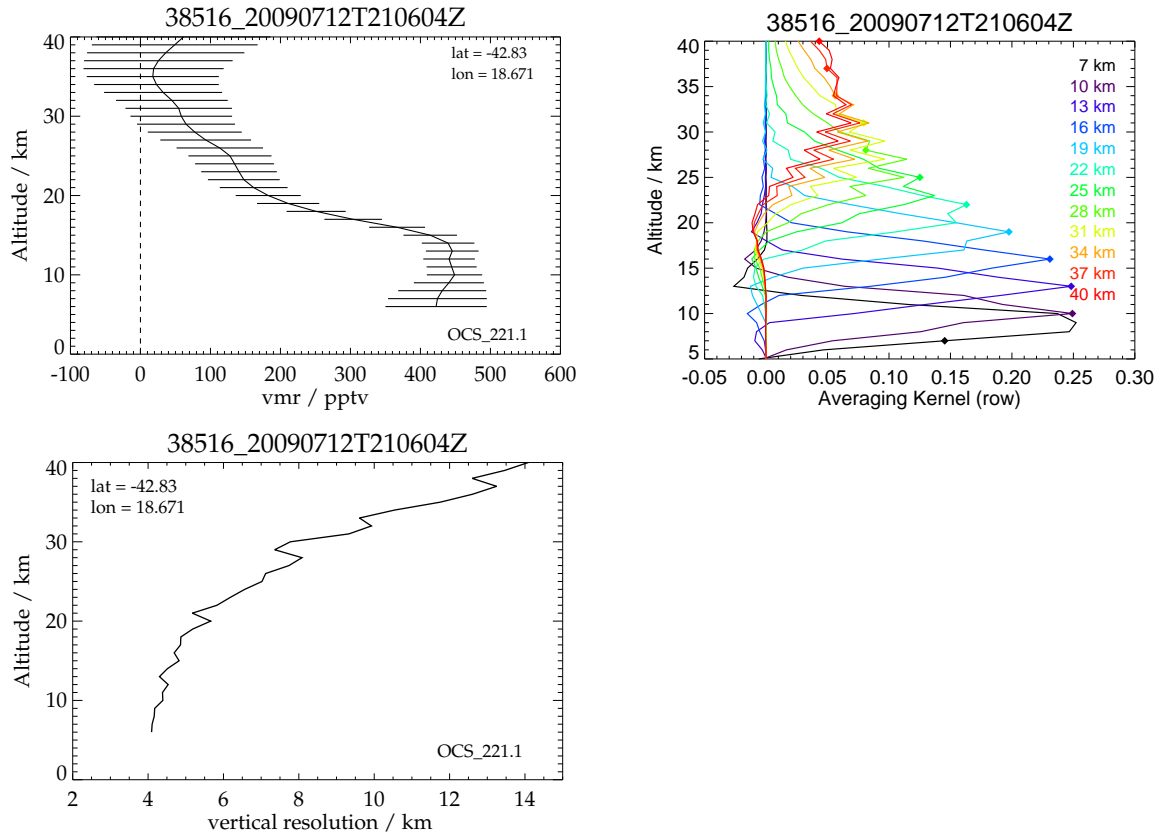 38516_20090712T210604Z
40
30
20
10
0
Altitude / km
lat = -42.83
lon = 18.671
OCS_221.1
-100 0 100 200 300 400 500 600
vmr / pptv
38516_20090712T210604Z
40
35
30
25
20
15
10
5
Altitude / km
7 km
10 km
13 km
16 km
19 km
22 km
25 km
28 km
31 km
34 km
37 km
40 km
-0.05 0.00 0.05 0.10 0.15 0.20 0.25 0.30
Averaging Kernel (row)
38516_20090712T210604Z
40
30
20
10
0
Altitude / km
lat = -42.83
lon = 18.671
OCS_221.1
2 4 6 8 10 12 14
vertical resolution / km